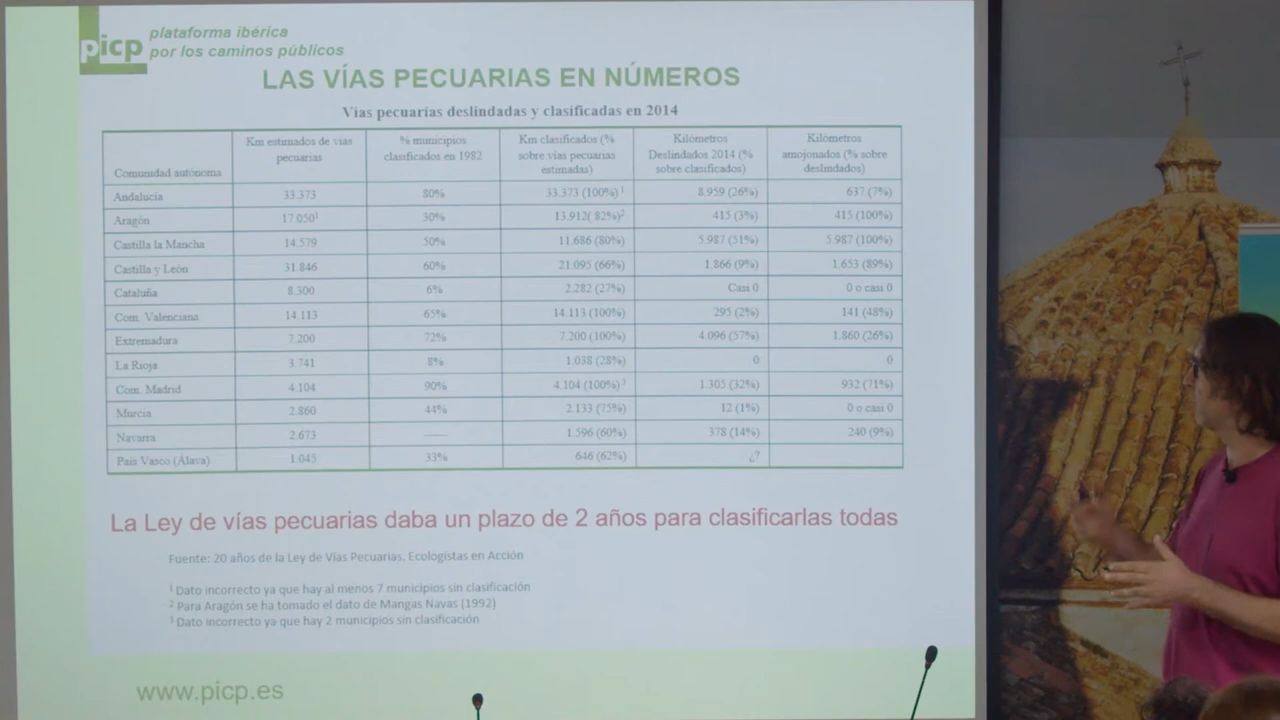 picp
plataforma ibérica
por los caminos públicos
LAS VÍAS PECUARIAS EN NÚMEROS
Vías pecuarias deslindadas y clasificadas en 2014
Comunidad autónoma | Km estimados de vías pecuarias | % municipios clasificados en 1982 | Km clasificados (% sobre vías pecuarias estimadas) | Kilómetros Deslindados 2014 (% sobre clasificados) | Kilómetros amojonados (% sobre deslindados)
Andalucía | 33.373 | 80% | 33.373 (100%)¹ | 8.959 (26%) | 637 (7%)
Aragón | 17.050¹ | 30% | 13.912( 82%)² | 415 (3%) | 415 (100%)
Castilla la Mancha | 14.579 | 50% | 11.686 (80%) | 5.987 (51%) | 5.987 (100%)
Castilla y León | 31.846 | 60% | 21.095 (66%) | 1.866 (9%) | 1.653 (89%)
Cataluña | 8.300 | 6% | 2.282 (27%) | Casi 0 | 0 o casi 0
Com. Valenciana | 14.113 | 65% | 14.113 (100%) | 295 (2%) | 141 (48%)
Extremadura | 7.200 | 72% | 7.200 (100%) | 4.096 (57%) | 1.860 (26%)
La Rioja | 3.741 | 8% | 1.038 (28%) | 0 | 0
Com. Madrid | 4.104 | 90% | 4.104 (100%)³ | 1.305 (32%) | 932 (71%)
Murcia | 2.860 | 44% | 2.133 (75%) | 12 (1%) | 0 o casi 0
Navarra | 2.673 | —— | 1.596 (60%) | 378 (14%) | 240 (9%)
País Vasco (Álava) | 1.045 | 33% | 646 (62%) | ¿?
La Ley de vías pecuarias daba un plazo de 2 años para clasificarlas todas
Fuente: 20 años de la Ley de Vías Pecuarias. Ecologistas en Acción
¹ Dato incorrecto ya que hay al menos 7 municipios sin clasificación
² Para Aragón se ha tomado el dato de Mangas Navas (1992)
³ Dato incorrecto ya que hay 2 municipios sin clasificación
www.picp.es